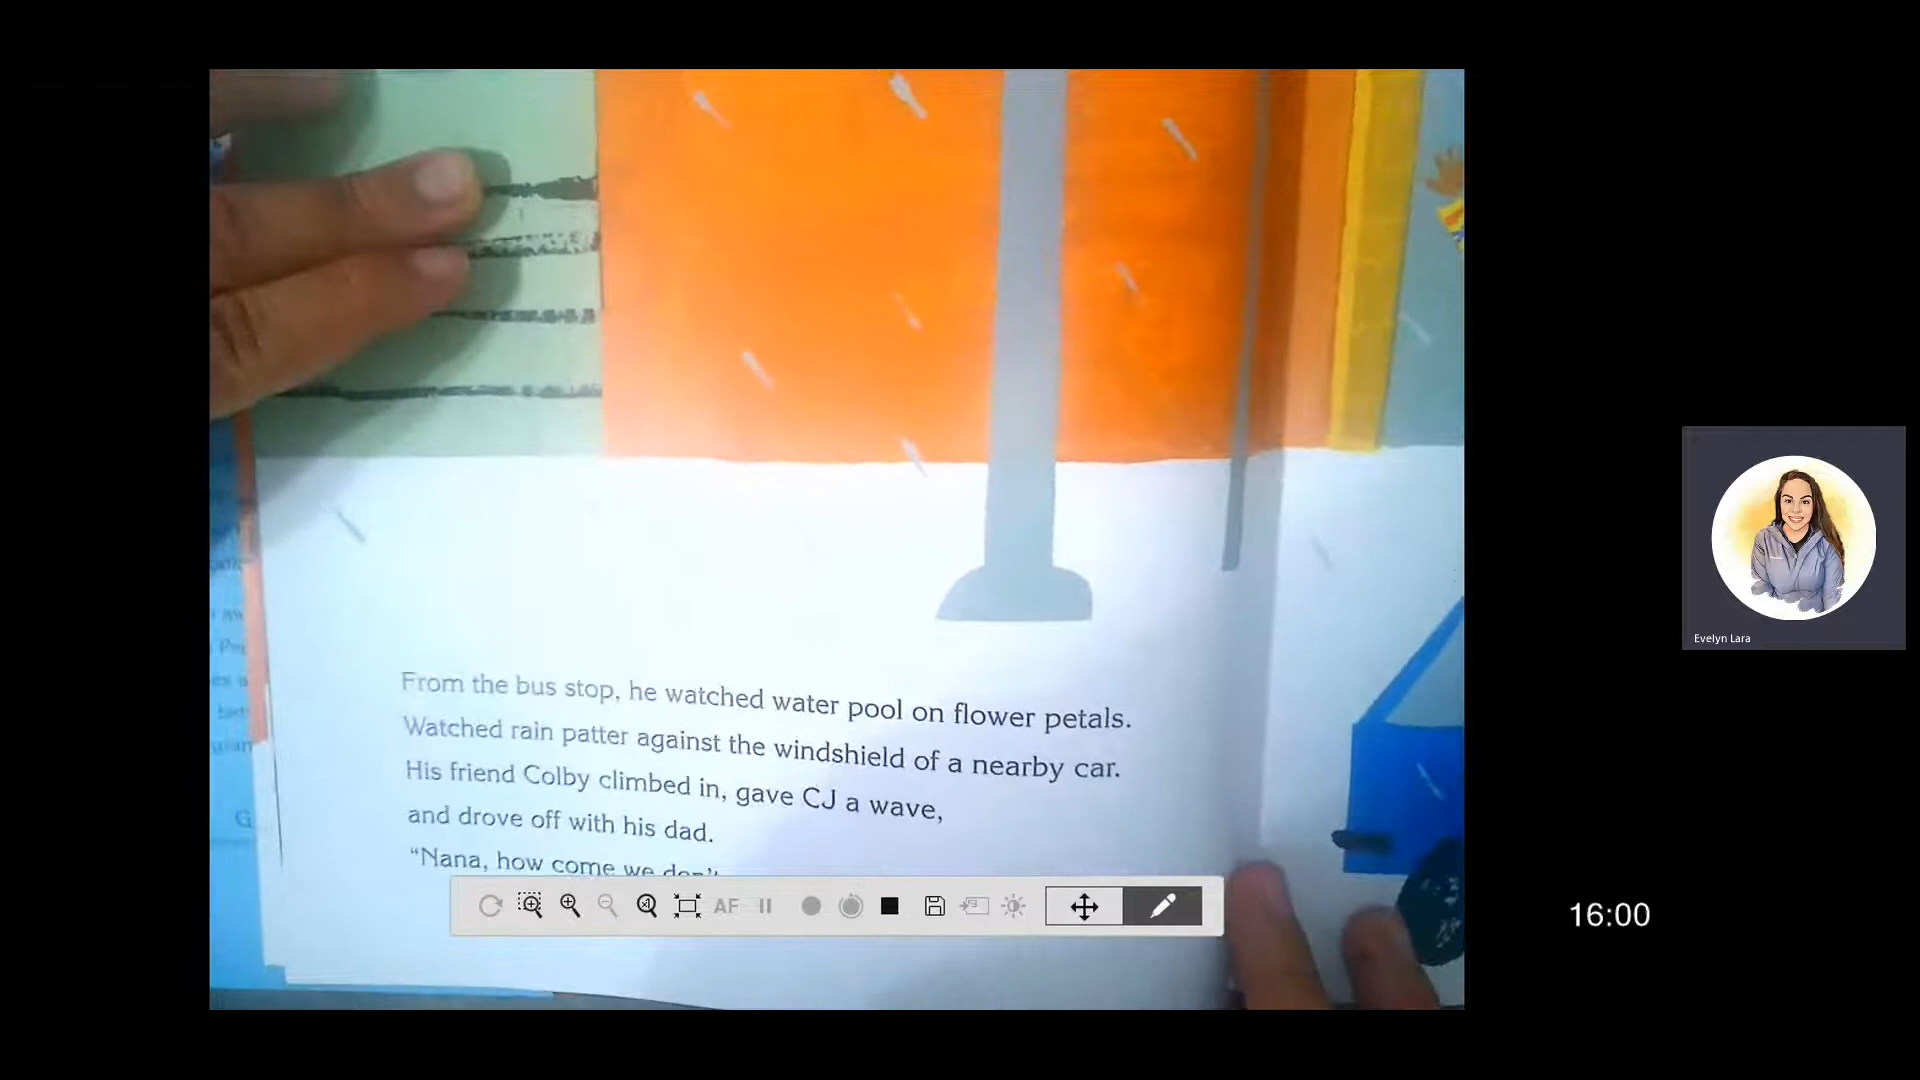 From the bus stop, he watched water pool on flower petals.
Watched rain patter against the windshield of a nearby car.
His friend Colby climbed in, gave CJ a wave,
and drove off with his dad.
“Nana, how come we don't
AF
Evelyn Lara
16:00